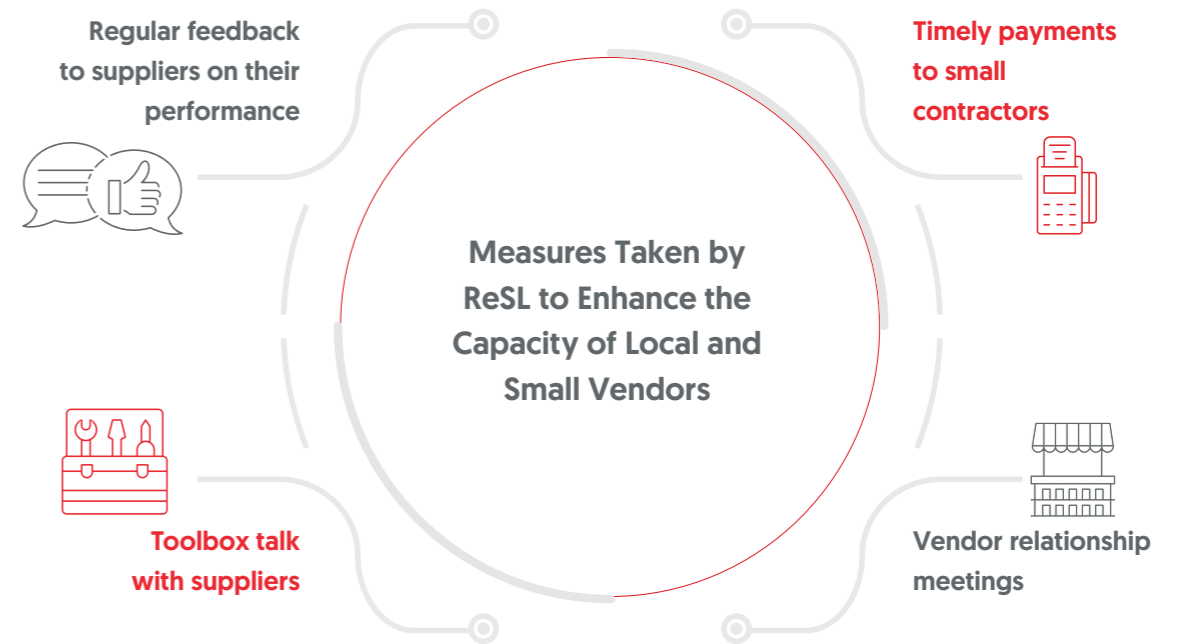 Regular feedback
to suppliers on their
performance
Timely payments
to small
contractors
Measures Taken by
ReSL to Enhance the
Capacity of Local and
Small Vendors
Toolbox talk
with suppliers
Vendor relationship
meetings